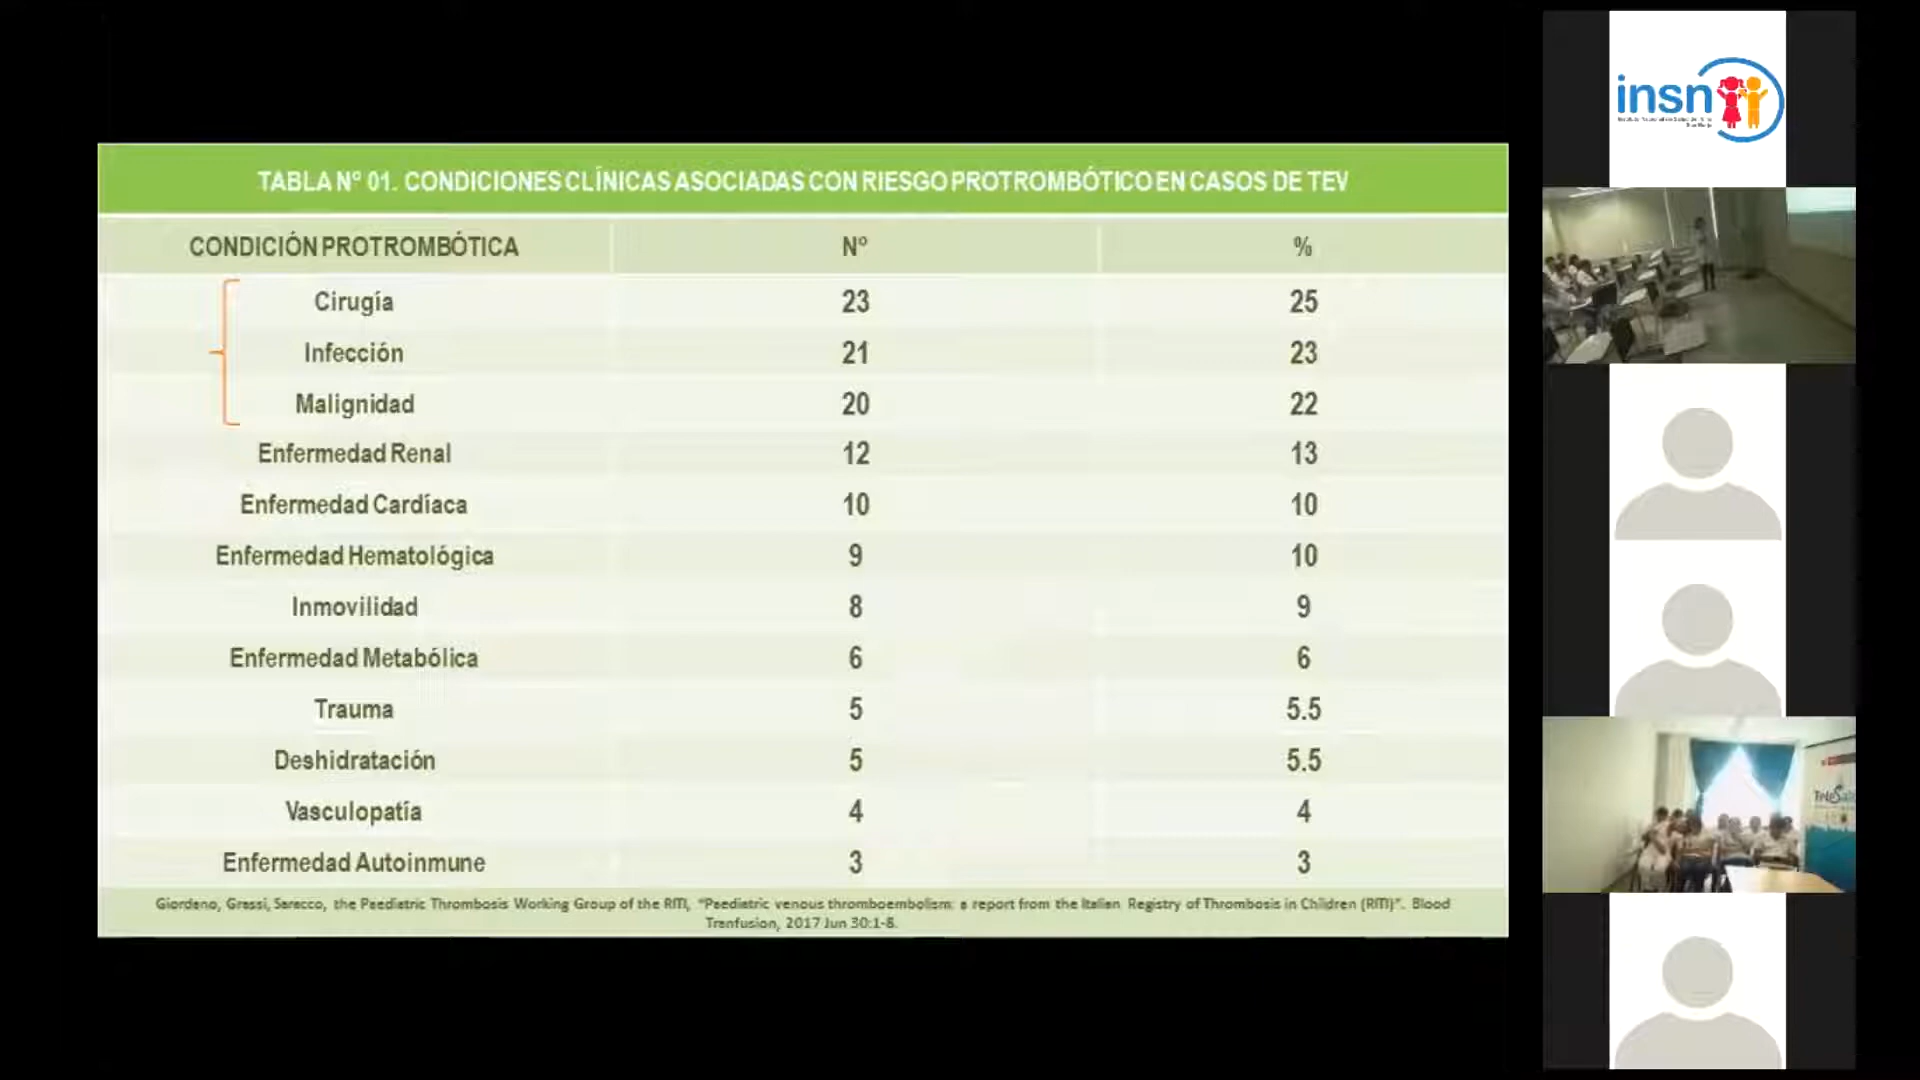 TABLA Nº 01. CONDICIONES CLÍNICAS ASOCIADAS CON RIESGO PROTROMBÓTICO EN CASOS DE TEV
CONDICIÓN PROTROMBÓTICA Nº %
Cirugía 23 25
Infección 21 23
Malignidad 20 22
Enfermedad Renal 12 13
Enfermedad Cardíaca 10 10
Enfermedad Hematológica 9 10
Inmovilidad 8 9
Enfermedad Metabólica 6 6
Trauma 5 5.5
Deshidratación 5 5.5
Vasculopatía 4 4
Enfermedad Autoinmune 3 3
Giordano, Grassi, Saracco, the Paediatric Thrombosis Working Group of the RITI, "Paediatric venous thromboembolism: a report from the Italian Registry of Thrombosis in Children (RITI)". Blood
Tranfusion, 2017 Jun 30:1-8.
insn